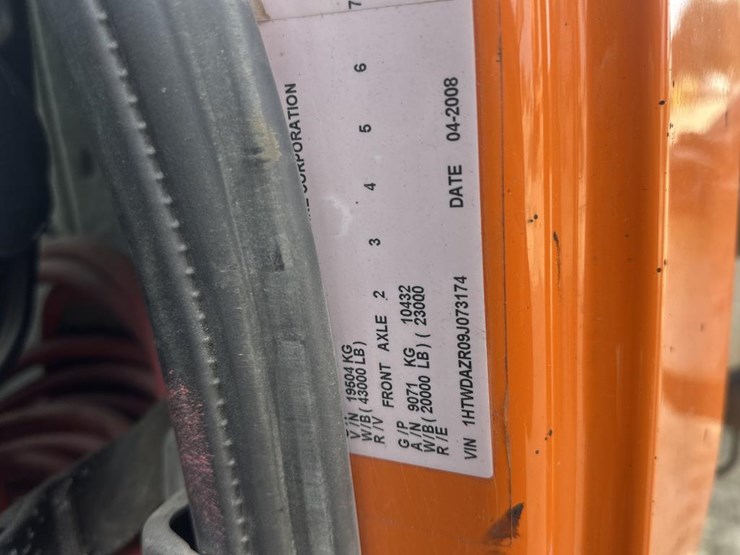 CORPORATION
V/N 19504 KG
W/B ( 43000 LB)
R/V FRONT AXLE 2 3 4 5 6 7
G/P
A/N 9071 KG 10432
W/B (20000 LB) ( 23000
R/E
VIN 1HTWDAZR09J073174 DATE 04-2008